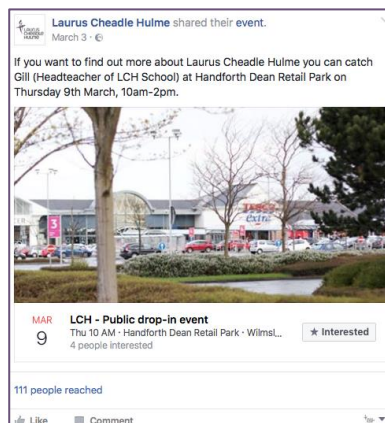 Laurus Cheadle Hulme shared their event.
March 3 ·
If you want to find out more about Laurus Cheadle Hulme you can catch
Gill (Headteacher of LCH School) at Handforth Dean Retail Park on
Thursday 9th March, 10am-2pm.
3
TESCO
extra
MAR
9
LCH - Public drop-in event
Thu 10 AM · Handforth Dean Retail Park · Wilmsl...
4 people interested
★ Interested
111 people reached
Like
Comment